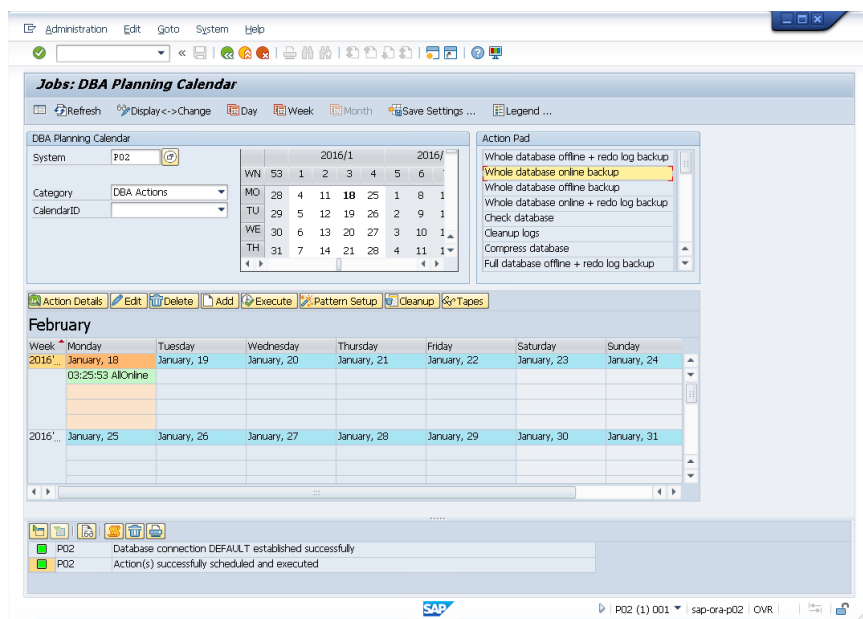 Administration Edit Goto System Help
Jobs: DBA Planning Calendar
Refresh Display<->Change Day Week Month Save Settings ... Legend ...
DBA Planning Calendar
System P02
Category DBA Actions
CalendarID
2016/1 2016/
WN 53 1 2 3 4 5 6
MO 28 4 11 18 25 1 8 1
TU 29 5 12 19 26 2 9 1
WE 30 6 13 20 27 3 10 1
TH 31 7 14 21 28 4 11 1
Action Pad
Whole database offline + redo log backup
Whole database online backup
Whole database offline backup
Whole database online + redo log backup
Check database
Cleanup logs
Compress database
Full database offline + redo log backup
Action Details Edit Delete Add Execute Pattern Setup Cleanup Tapes
February
Week Monday Tuesday Wednesday Thursday Friday Saturday Sunday
2016'... January, 18 January, 19 January, 20 January, 21 January, 22 January, 23 January, 24
03:25:53 AllOnline
2016'... January, 25 January, 26 January, 27 January, 28 January, 29 January, 30 January, 31
P02 Database connection DEFAULT established successfully
P02 Action(s) successfully scheduled and executed
SAP P02 (1) 001 sap-ora-p02 OVR